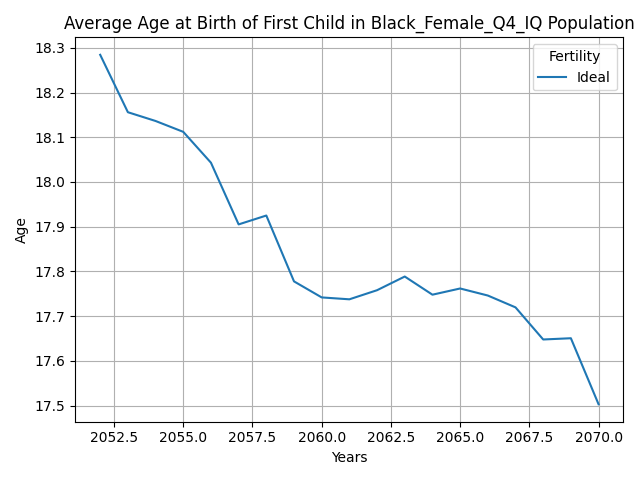 Average Age at Birth of First Child in Black_Female_Q4_IQ Population
Fertility
Ideal
18.3
18.2
18.1
18.0
17.9
17.8
17.7
17.6
17.5
Age
2052.5 2055.0 2057.5 2060.0 2062.5 2065.0 2067.5 2070.0
Years